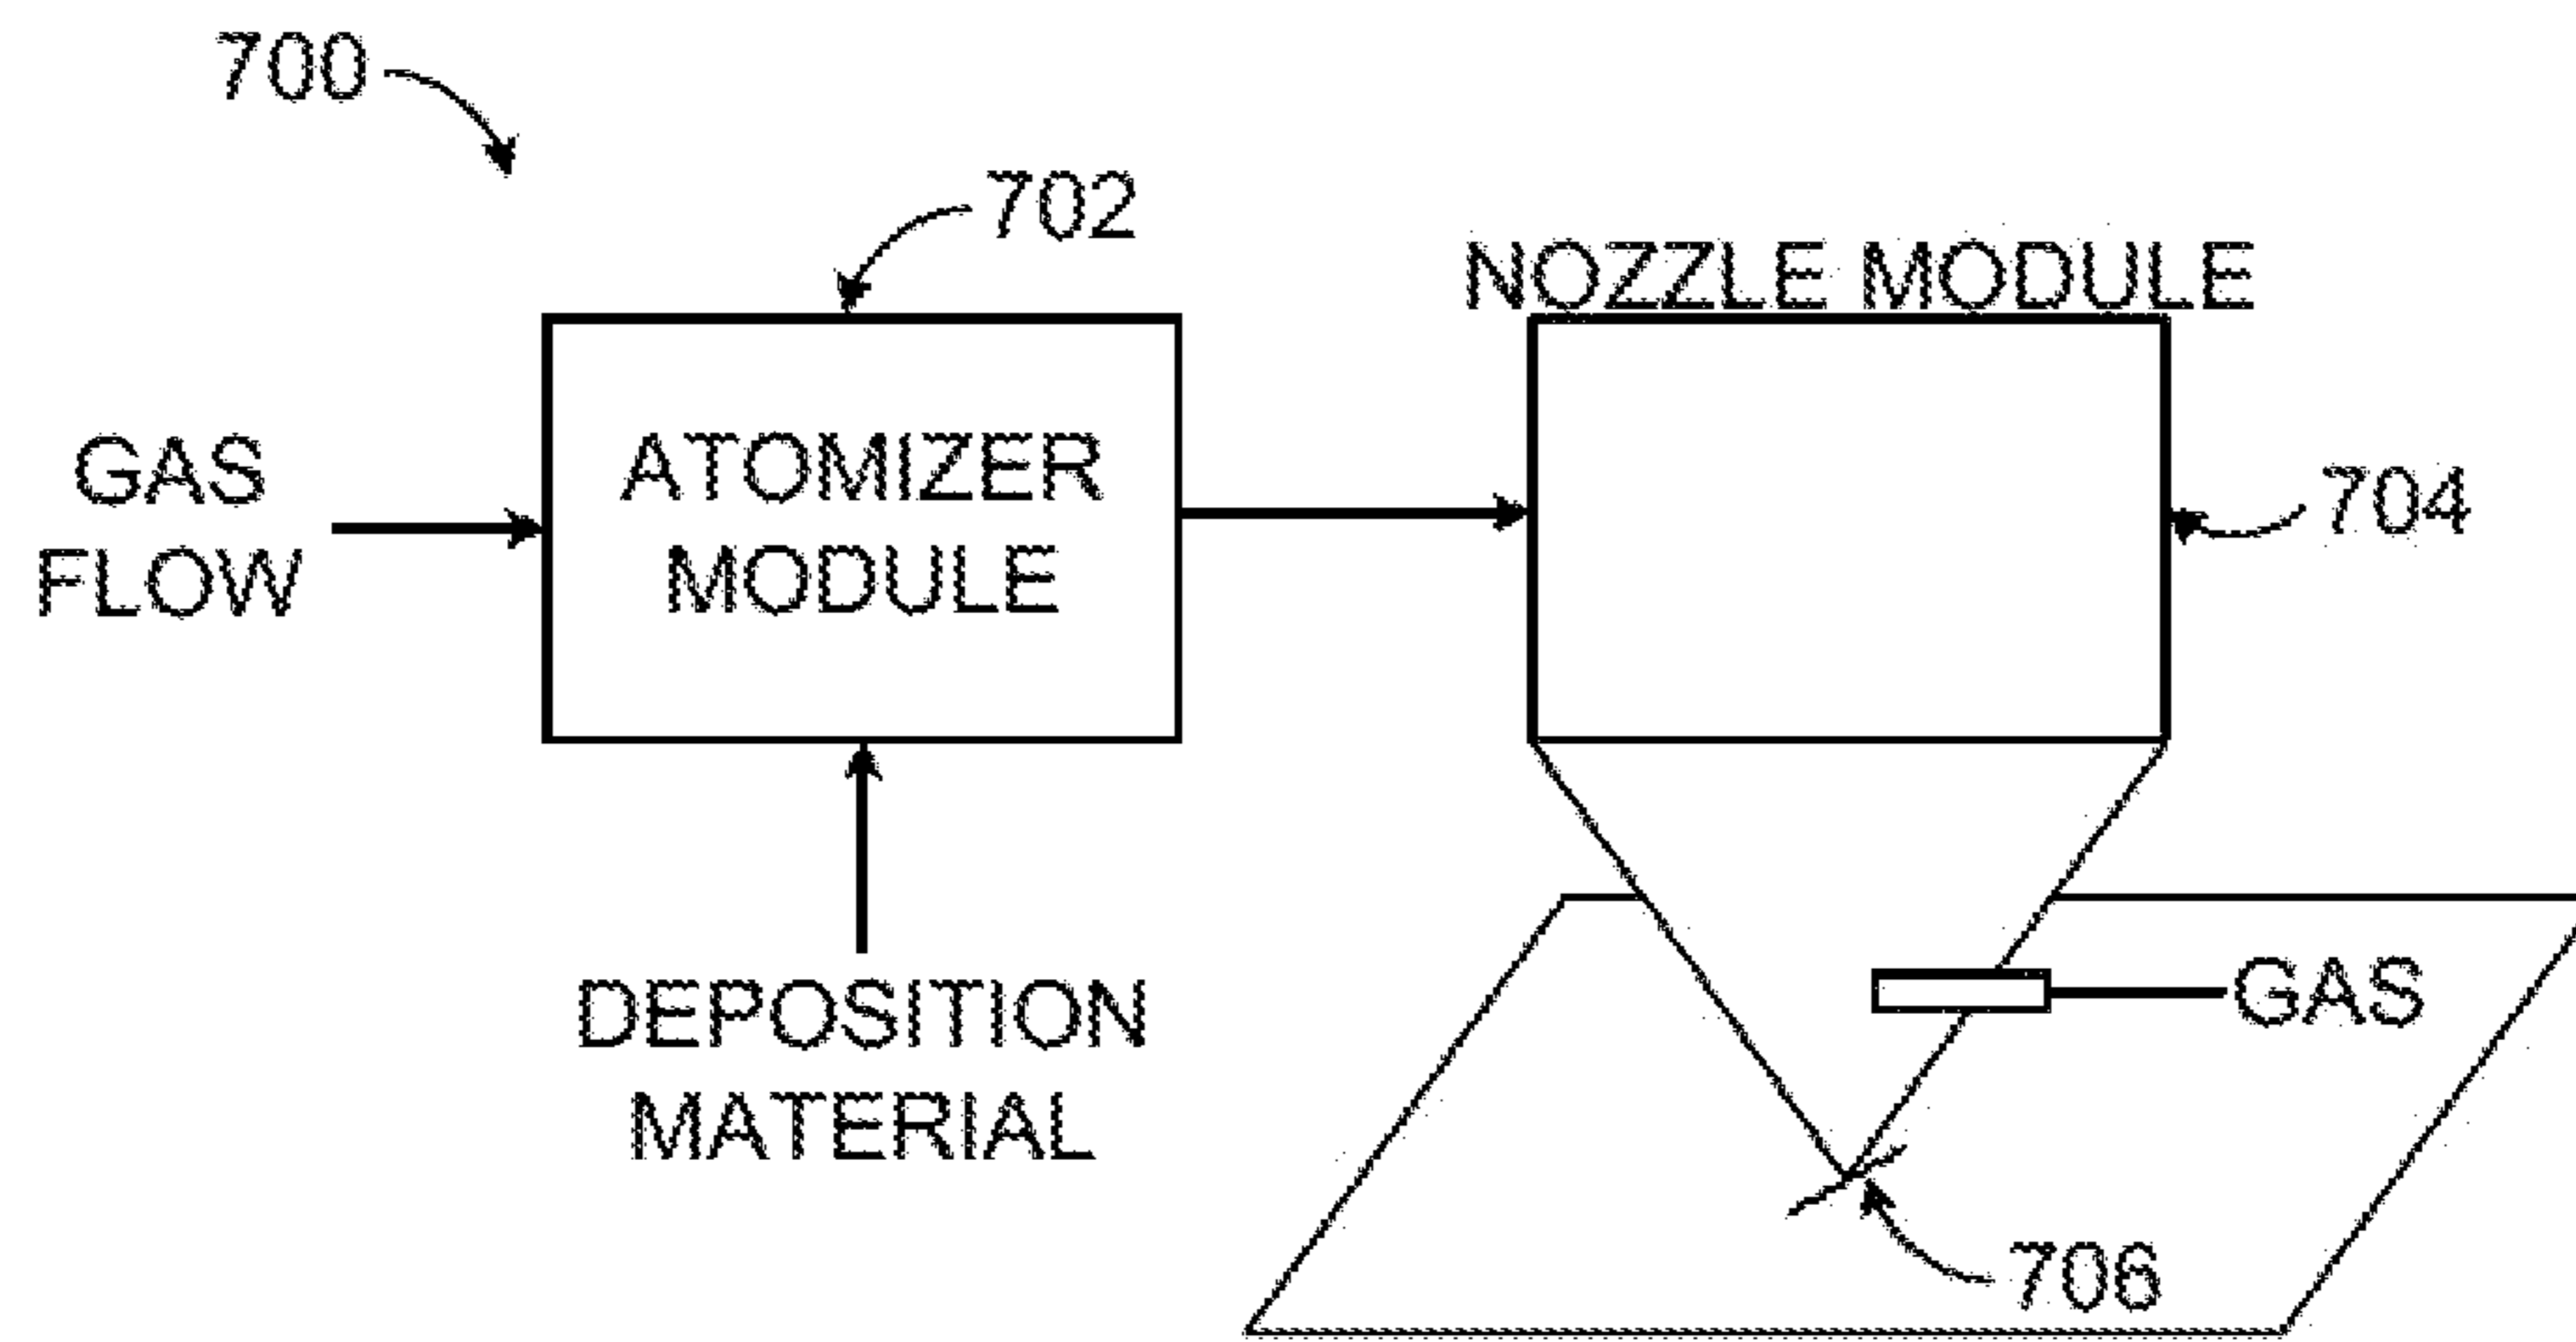 700
702
NOZZLE MODULE
GAS
FLOW
ATOMIZER
MODULE
704
DEPOSITION
MATERIAL
GAS
706